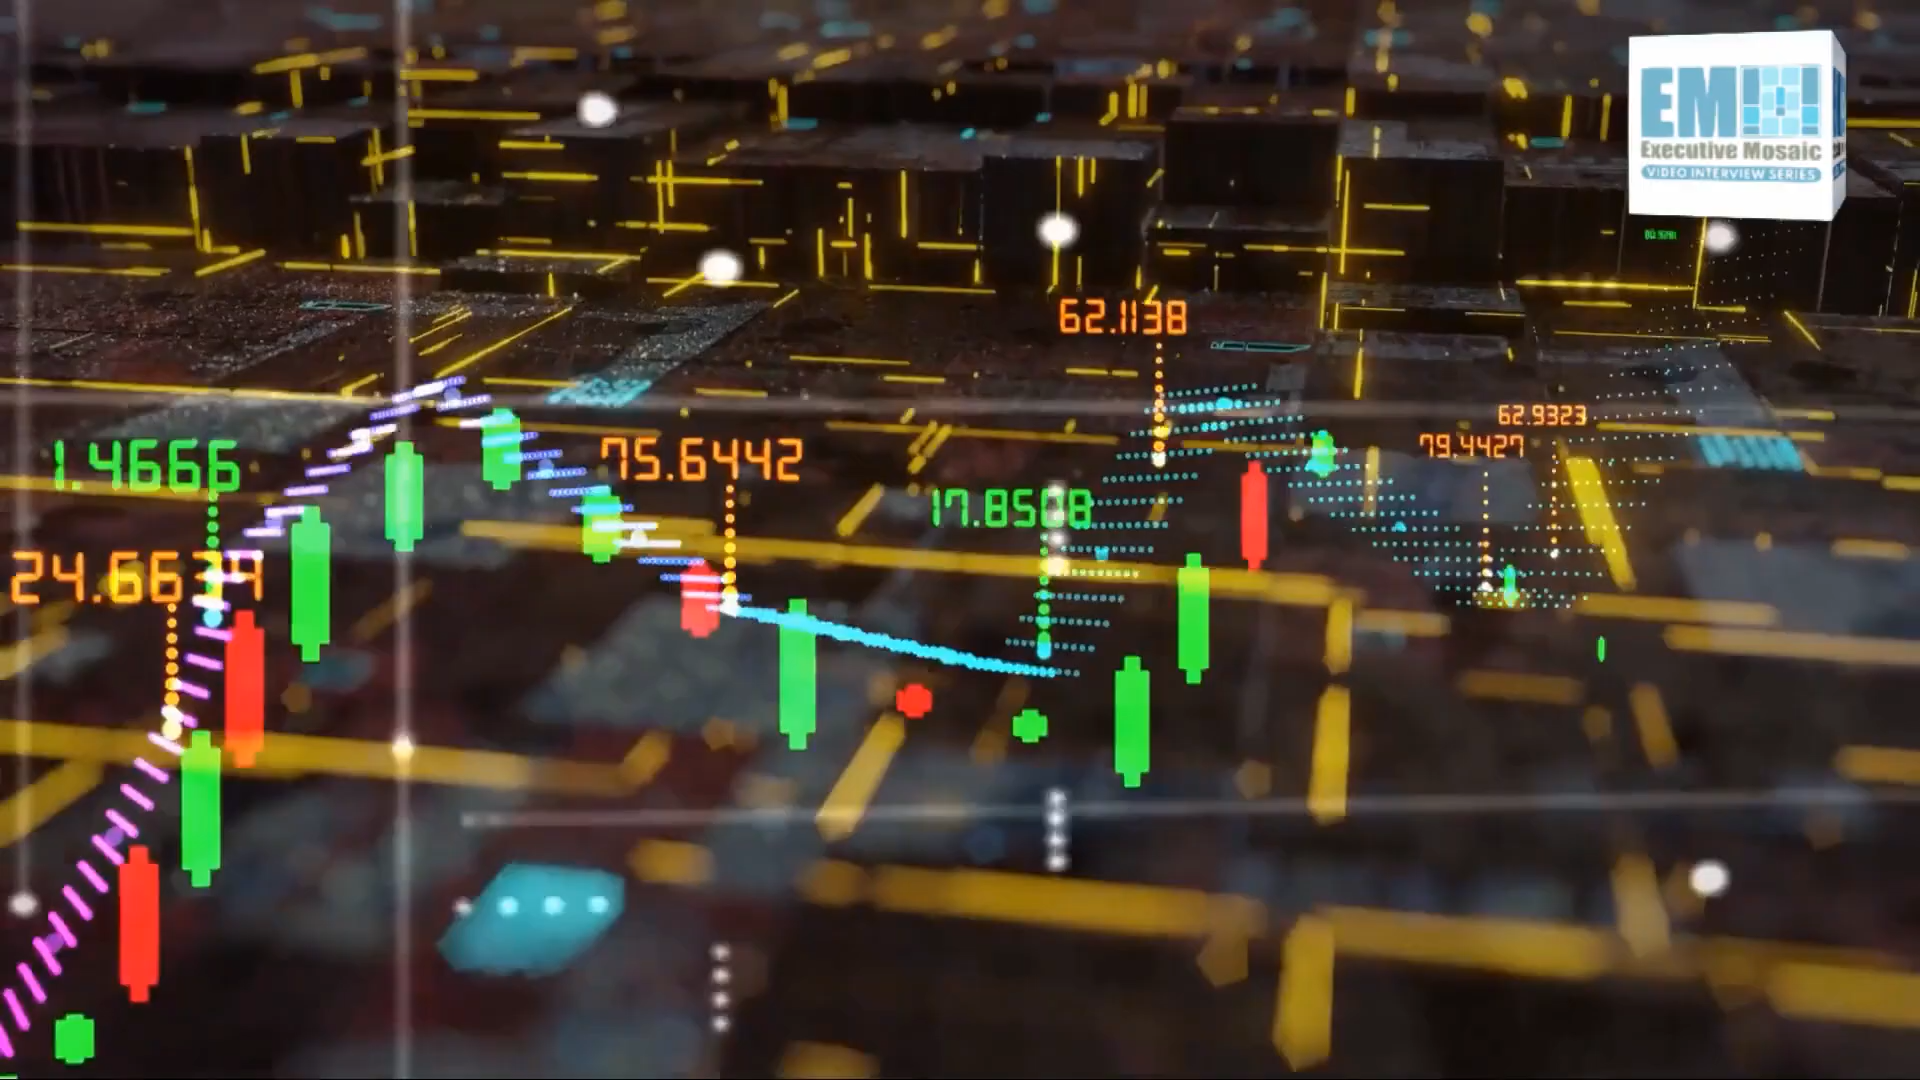 EM
Executive Mosaic
VIDEO INTERVIEW SERIES
62.1138
62.9323
79.4427
1.4666
75.6442
17.8508